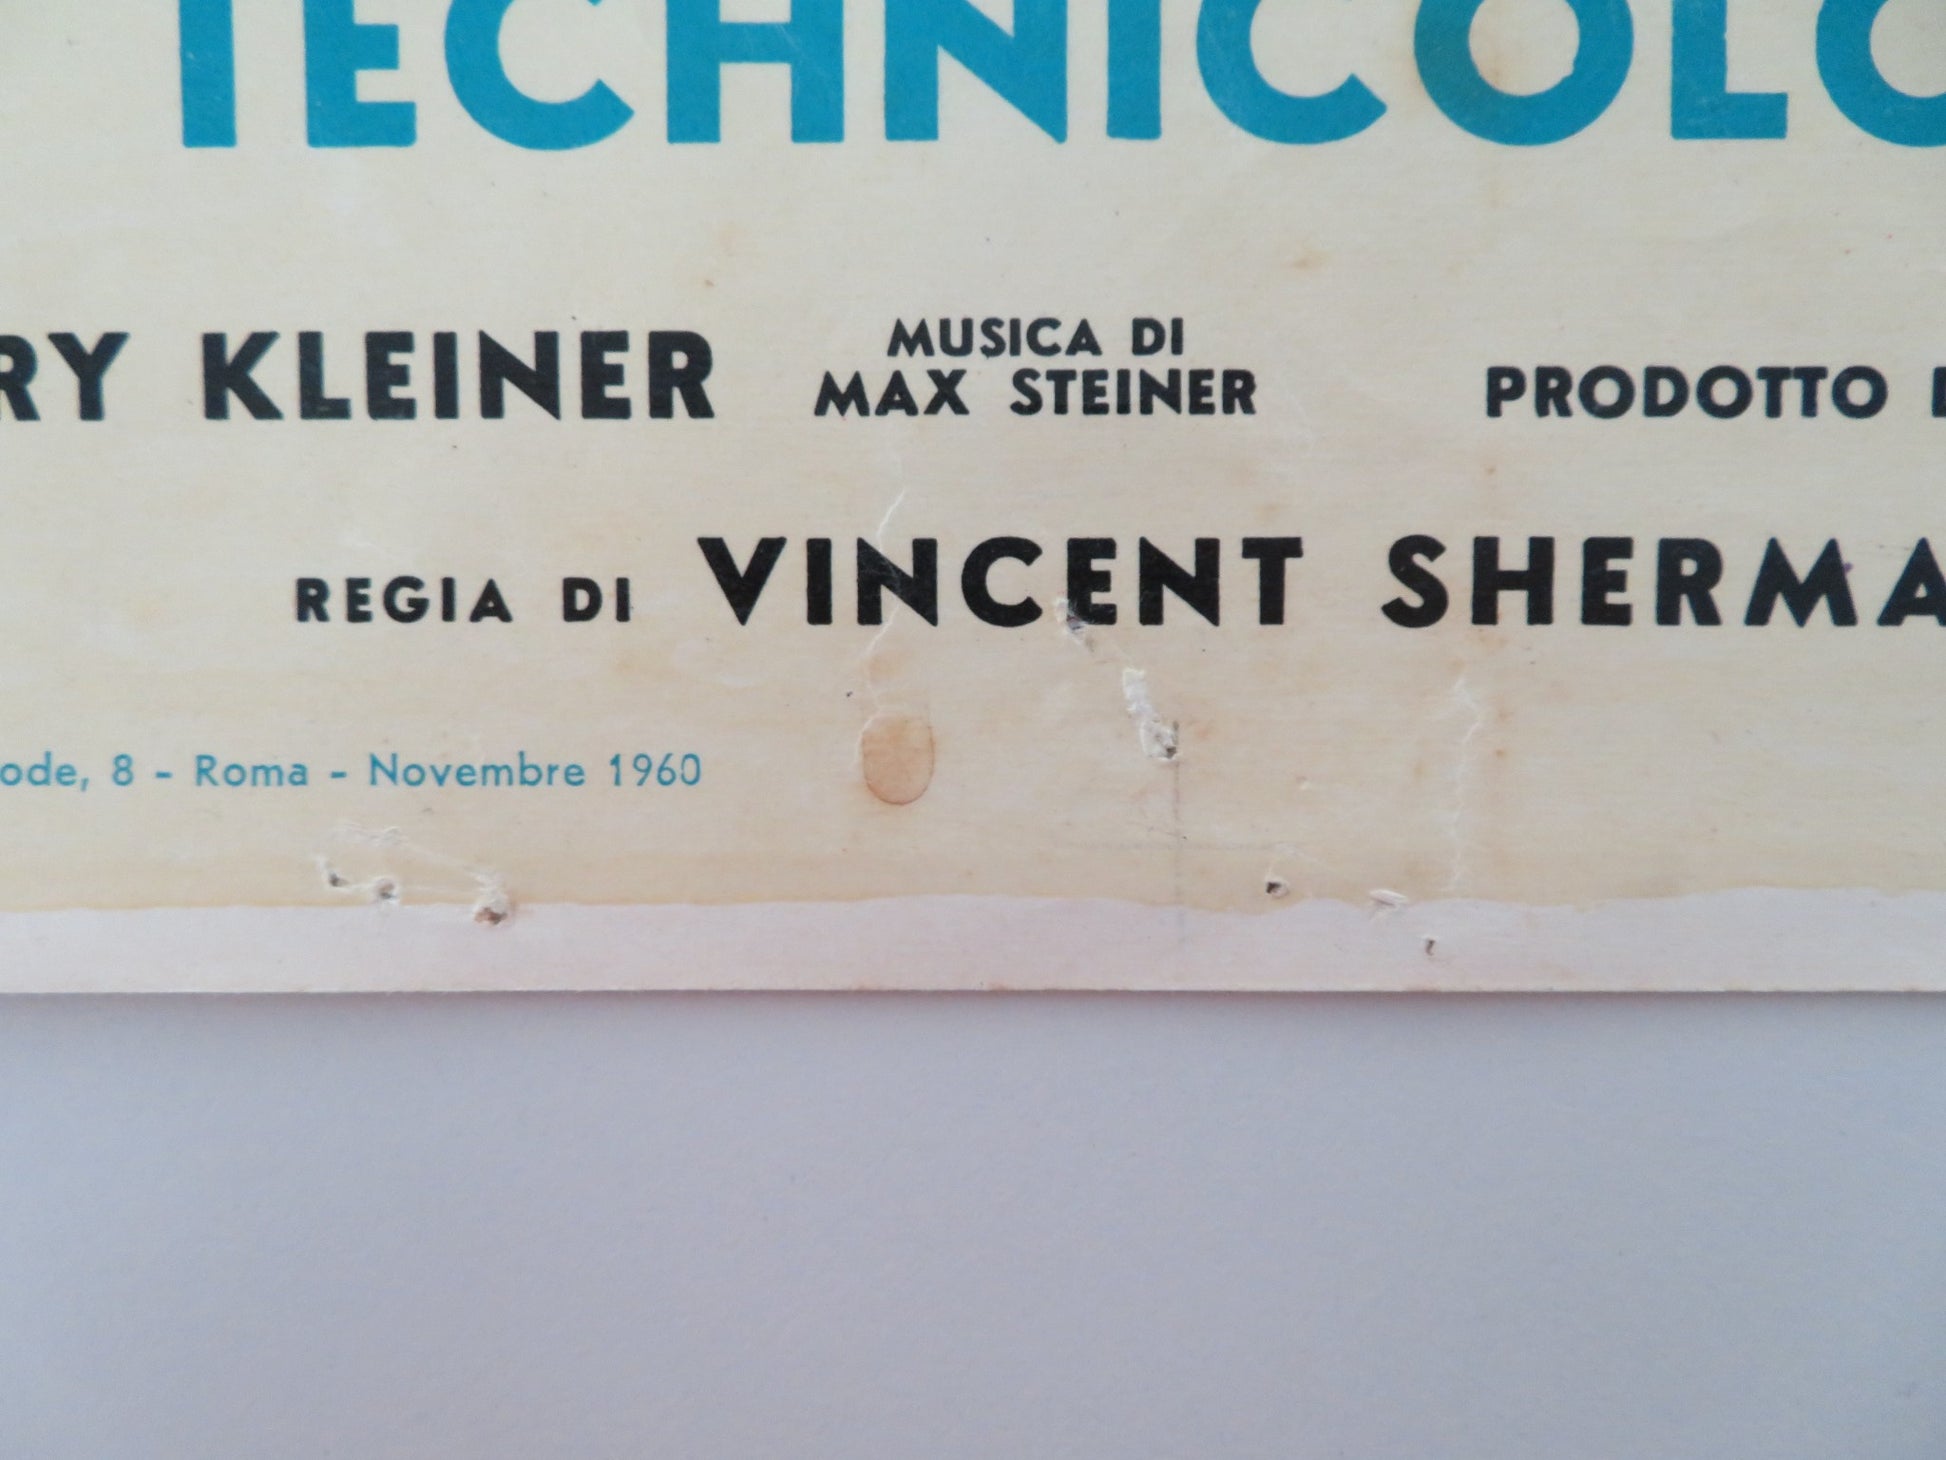 TECHNICOLO
RY KLEINER MUSICA DI MAX STEINER PRODOTTO
REGIA DI VINCENT SHERMA
ode, 8 - Roma - Novembre 1960